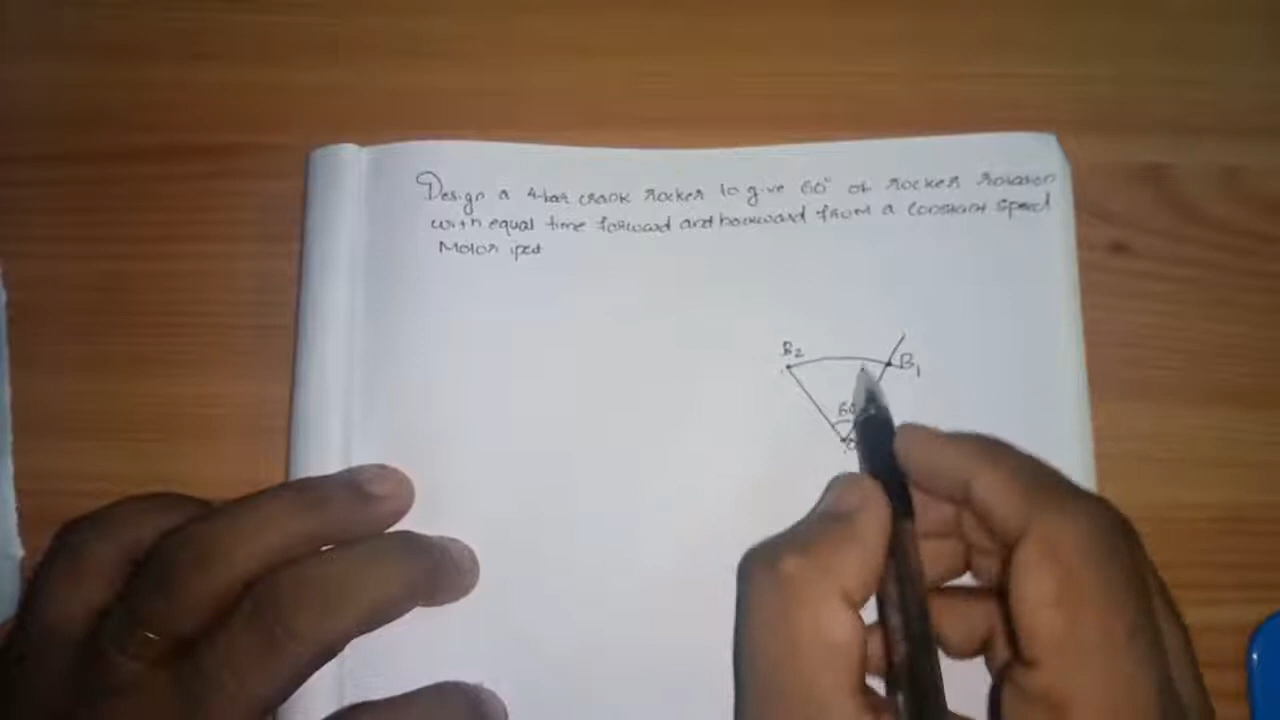 Design a 4-bar crank rocker to give 60° of rocker rotation
with equal time forward and backward from a constant speed
Motor iput
B2
B1
60